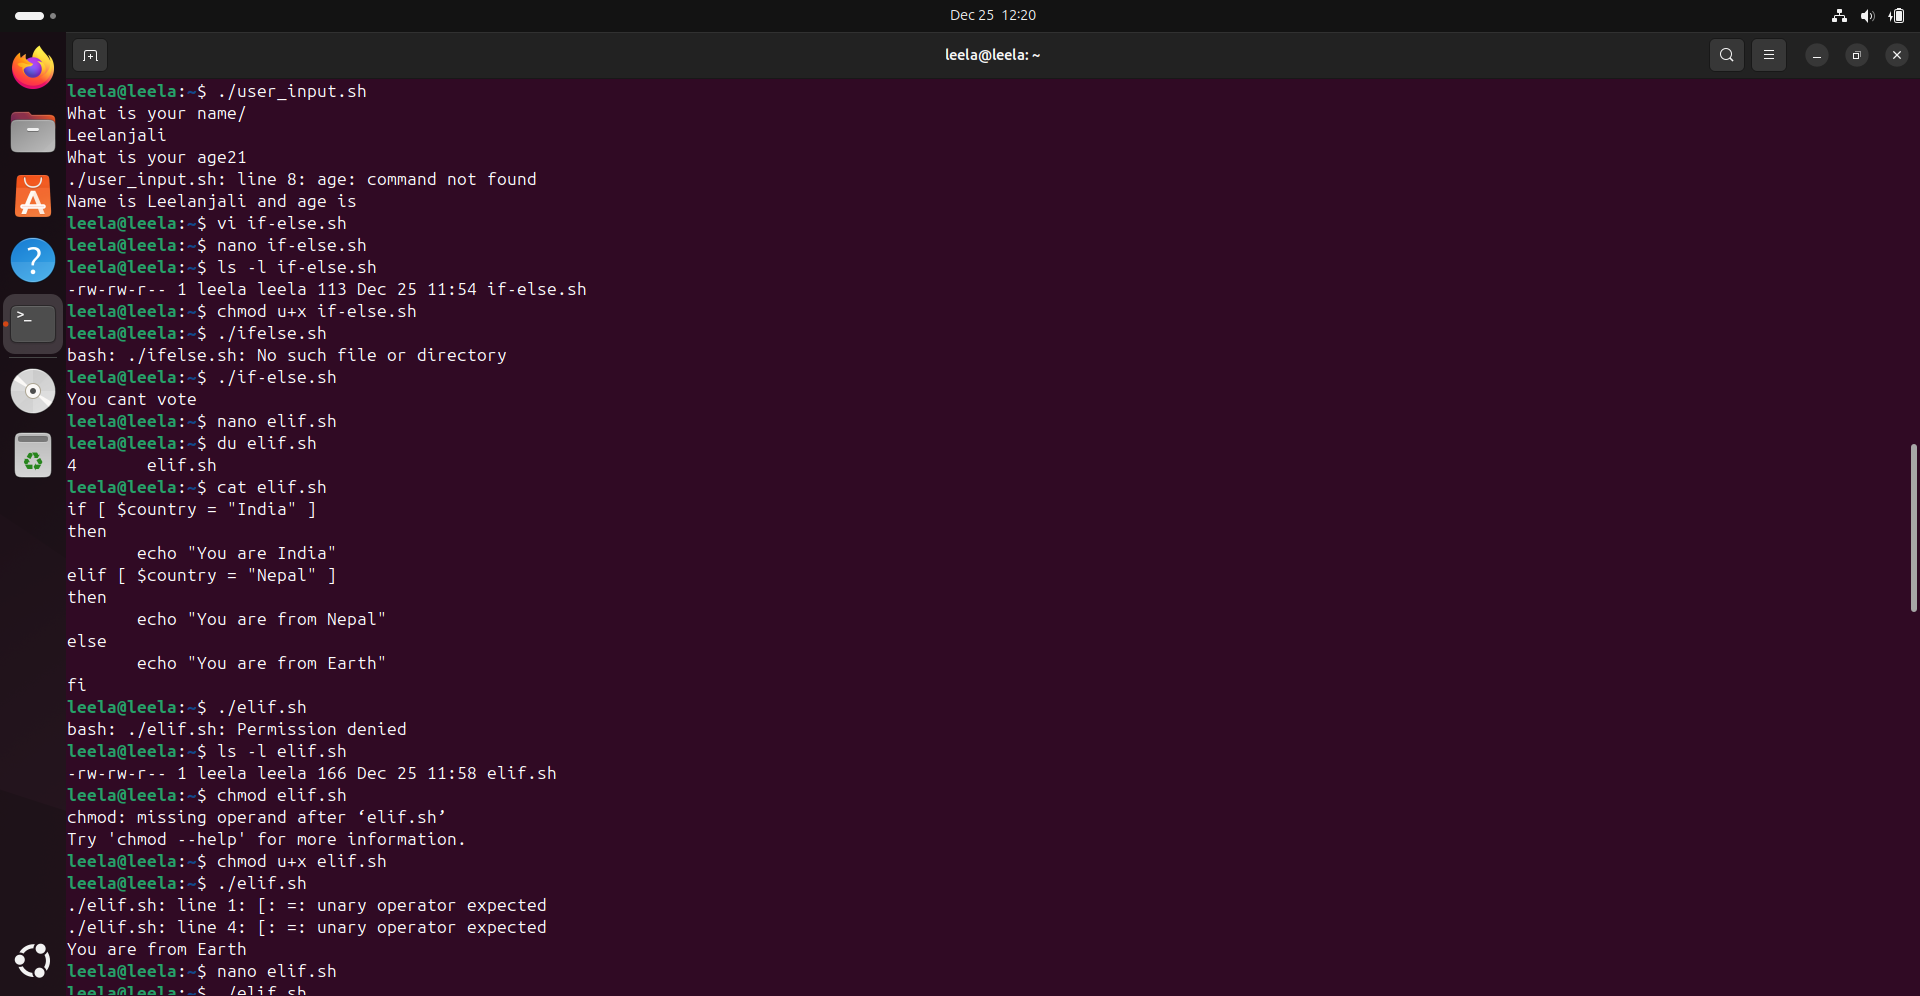 Dec 25 12:20
leela@leela: ~
leela@leela:~$ ./user_input.sh
What is your name/
Leelanjali
What is your age21
./user_input.sh: line 8: age: command not found
Name is Leelanjali and age is
leela@leela:~$ vi if-else.sh
leela@leela:~$ nano if-else.sh
leela@leela:~$ ls -l if-else.sh
-rw-rw-r-- 1 leela leela 113 Dec 25 11:54 if-else.sh
leela@leela:~$ chmod u+x if-else.sh
leela@leela:~$ ./ifelse.sh
bash: ./ifelse.sh: No such file or directory
leela@leela:~$ ./if-else.sh
You cant vote
leela@leela:~$ nano elif.sh
leela@leela:~$ du elif.sh
4       elif.sh
leela@leela:~$ cat elif.sh
if [ $country = "India" ]
then
       echo "You are India"
elif [ $country = "Nepal" ]
then
       echo "You are from Nepal"
else
       echo "You are from Earth"
fi
leela@leela:~$ ./elif.sh
bash: ./elif.sh: Permission denied
leela@leela:~$ ls -l elif.sh
-rw-rw-r-- 1 leela leela 166 Dec 25 11:58 elif.sh
leela@leela:~$ chmod elif.sh
chmod: missing operand after ‘elif.sh’
Try 'chmod --help' for more information.
leela@leela:~$ chmod u+x elif.sh
leela@leela:~$ ./elif.sh
./elif.sh: line 1: [: =: unary operator expected
./elif.sh: line 4: [: =: unary operator expected
You are from Earth
leela@leela:~$ nano elif.sh
leela@leela:~$ ./elif.sh